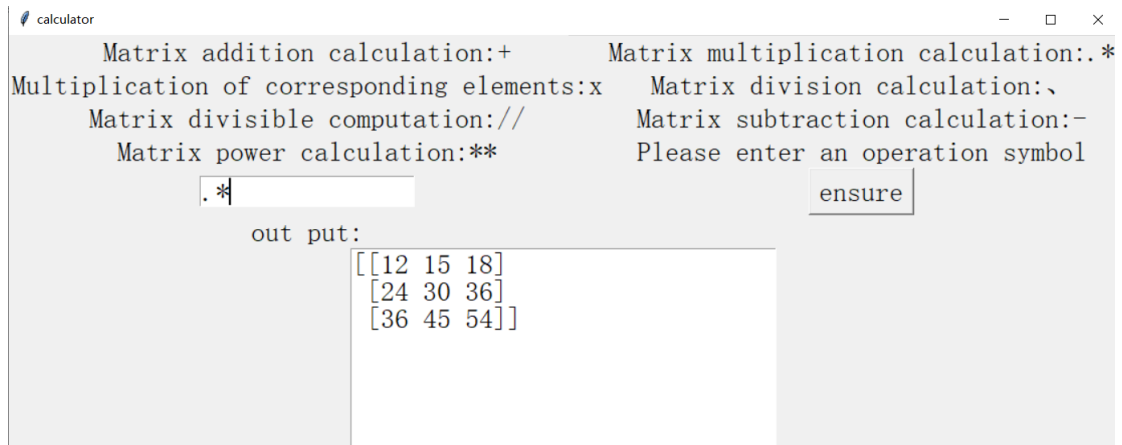 calculator
Matrix addition calculation:+ Matrix multiplication calculation:.*
Multiplication of corresponding elements:x Matrix division calculation:、
Matrix divisible computation:// Matrix subtraction calculation:-
Matrix power calculation:** Please enter an operation symbol
.* ensure
out put:
[[12 15 18]
[24 30 36]
[36 45 54]]